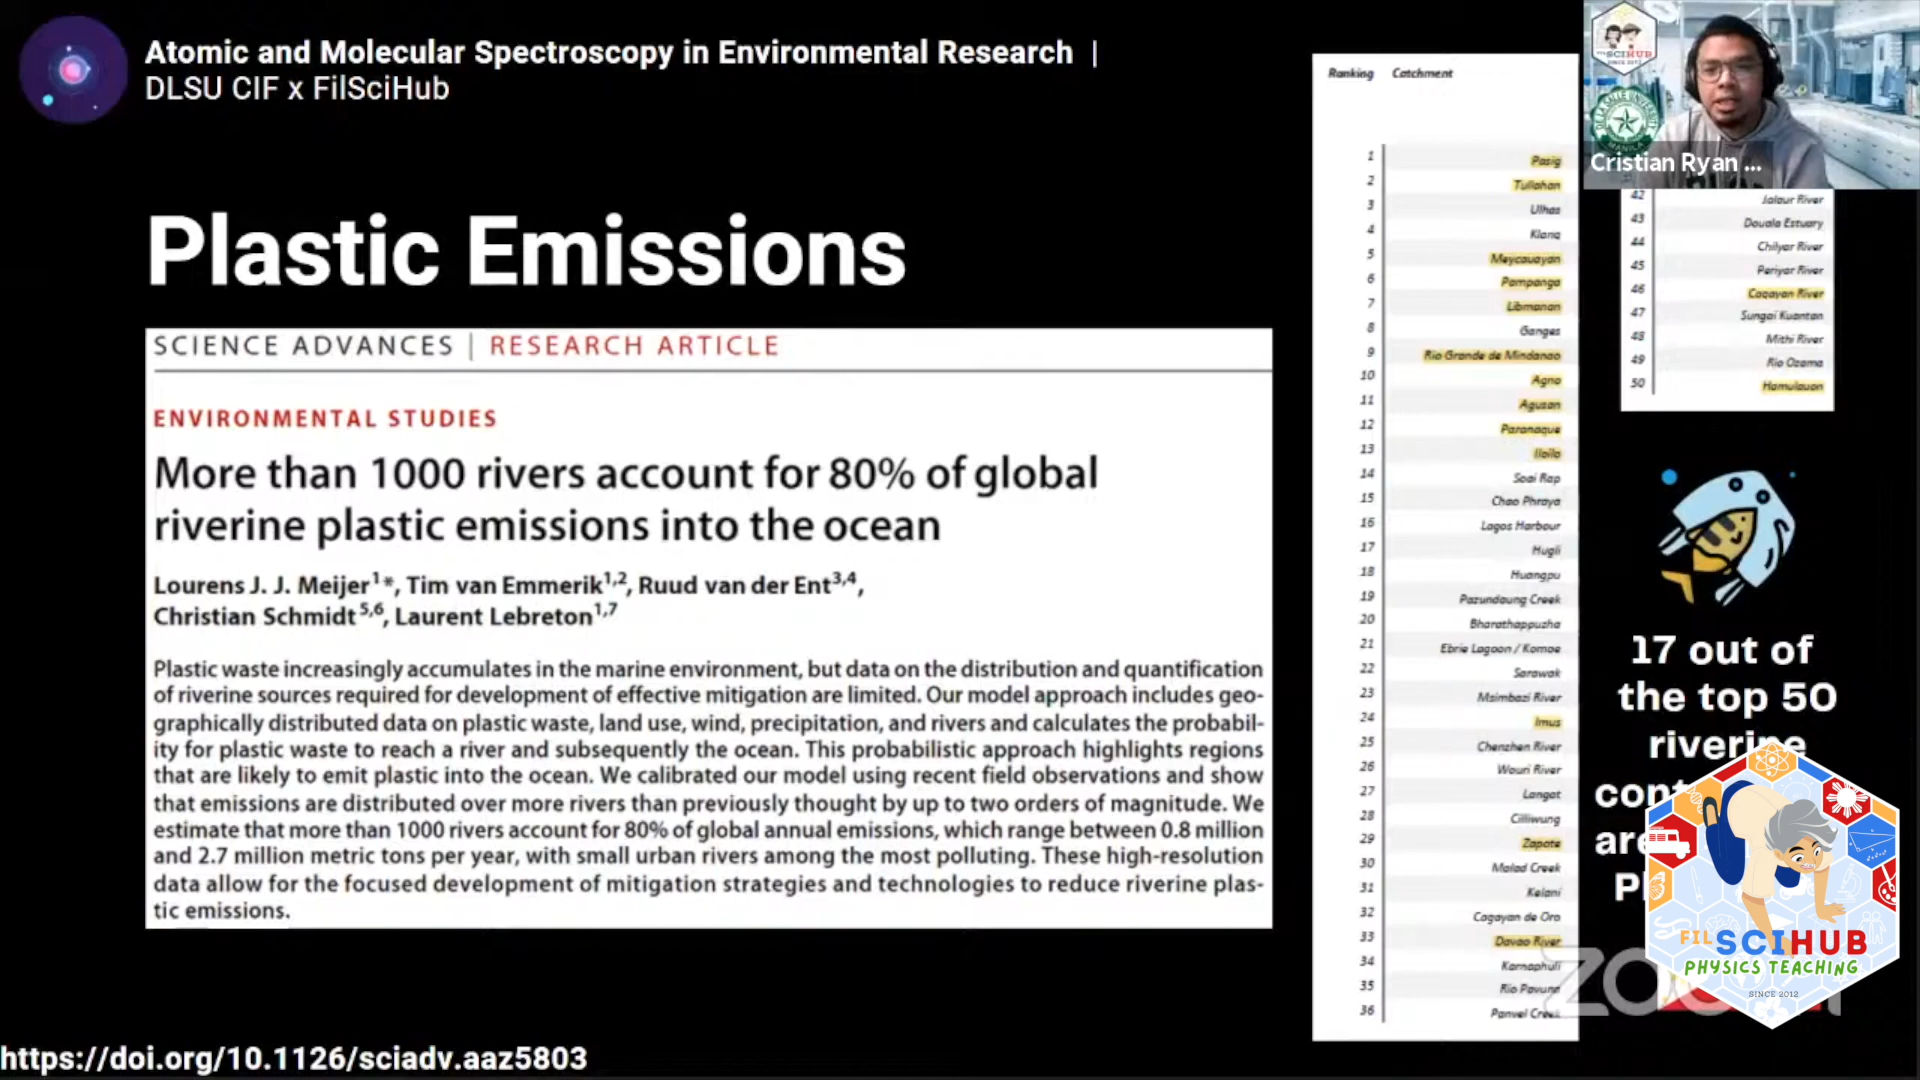 Atomic and Molecular Spectroscopy in Environmental Research |
DLSU CIF x FilSciHub
Plastic Emissions
SCIENCE ADVANCES | RESEARCH ARTICLE
ENVIRONMENTAL STUDIES
More than 1000 rivers account for 80% of global
riverine plastic emissions into the ocean
Lourens J. J. Meijer1*, Tim van Emmerik1,2, Ruud van der Ent3,4,
Christian Schmidt5,6, Laurent Lebreton1,7
Plastic waste increasingly accumulates in the marine environment, but data on the distribution and quantification
of riverine sources required for development of effective mitigation are limited. Our model approach includes geo-
graphically distributed data on plastic waste, land use, wind, precipitation, and rivers and calculates the probabil-
ity for plastic waste to reach a river and subsequently the ocean. This probabilistic approach highlights regions
that are likely to emit plastic into the ocean. We calibrated our model using recent field observations and show
that emissions are distributed over more rivers than previously thought by up to two orders of magnitude. We
estimate that more than 1000 rivers account for 80% of global annual emissions, which range between 0.8 million
and 2.7 million metric tons per year, with small urban rivers among the most polluting. These high-resolution
data allow for the focused development of mitigation strategies and technologies to reduce riverine plas-
tic emissions.
https://doi.org/10.1126/sciadv.aaz5803
Ranking Catchment
1 Pasig
2 Tullahan
3 Ulhas
4 Klang
5 Meycauayan
6 Pampanga
7 Libmanan
8 Ganges
9 Rio Grande de Mindanao
10 Agno
11 Agusan
12 Paranaque
13 Iloilo
14 Soai Rap
15 Chao Phraya
16 Lagos Harbour
17 Hugli
18 Huangpu
19 Pazundaung Creek
20 Bharathappuzha
21 Ebrie Lagoon / Komoe
22 Sarawak
23 Msimbazi River
24 Imus
25 Chenzhen River
26 Wouri River
27 Langat
28 Ciliwung
29 Zapote
30 Malad Creek
31 Kelani
32 Cagayan de Oro
33 Davao River
34 Karnaphuli
35 Rio Pavuna
36 Panvel Creek
42 Jalaur River
43 Douala Estuary
44 Chilyar River
45 Periyar River
46 Cagayan River
47 Sungai Kuantan
48 Mithi River
49 Rio Ozama
50 Hamulauon
SCIHUB
SINCE 2012
DE LA SALLE UNIVERSITY
MANILA
Cristian Ryan ...
17 out of
the top 50
riverine
FILSCIHUB
PHYSICS TEACHING
SINCE 2012